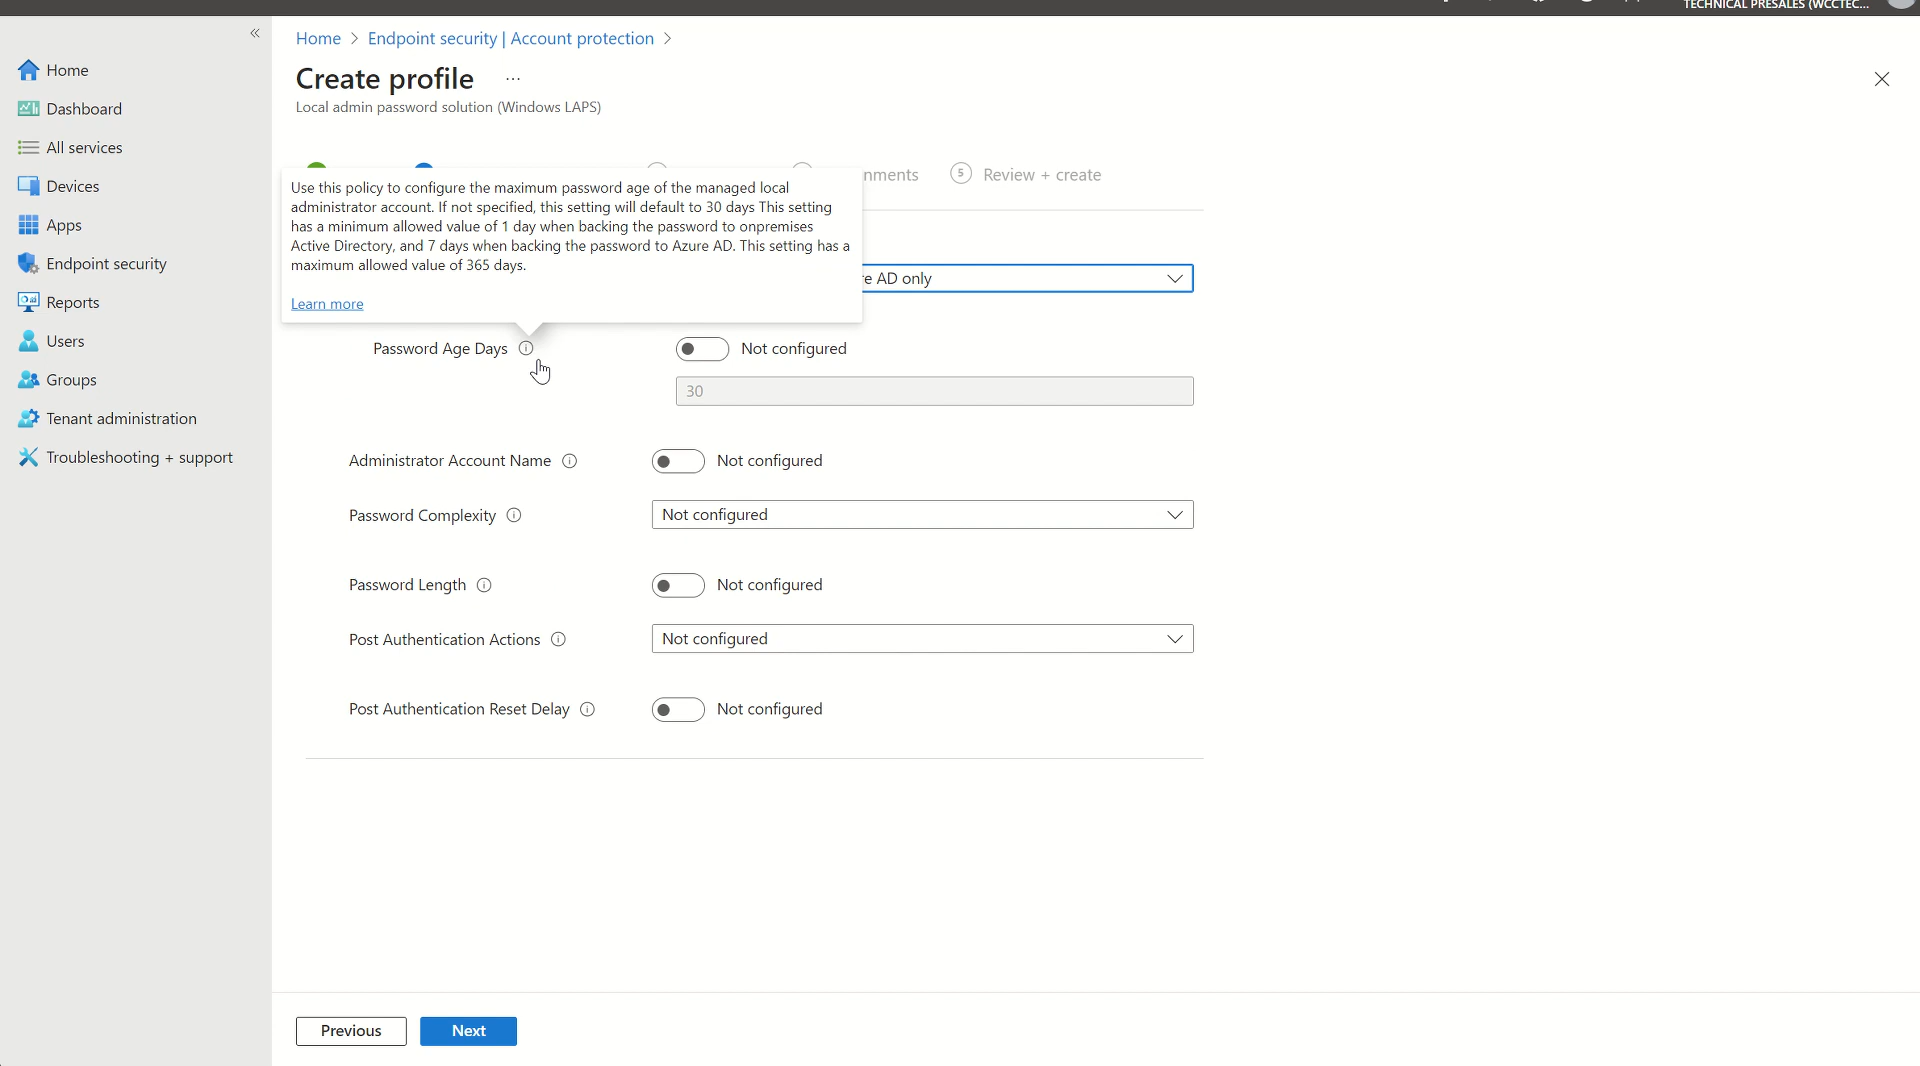 TECHNICAL PRESALES (WCCTEC...
Home > Endpoint security | Account protection >
Create profile ...
Local admin password solution (Windows LAPS)
Home
Dashboard
All services
Devices
Apps
Endpoint security
Reports
Users
Groups
Tenant administration
Troubleshooting + support
nments
5 Review + create
Use this policy to configure the maximum password age of the managed local
administrator account. If not specified, this setting will default to 30 days This setting
has a minimum allowed value of 1 day when backing the password to onpremises
Active Directory, and 7 days when backing the password to Azure AD. This setting has a
maximum allowed value of 365 days.
Learn more
re AD only
Password Age Days
Not configured
30
Administrator Account Name
Not configured
Password Complexity
Not configured
Password Length
Not configured
Post Authentication Actions
Not configured
Post Authentication Reset Delay
Not configured
Previous
Next